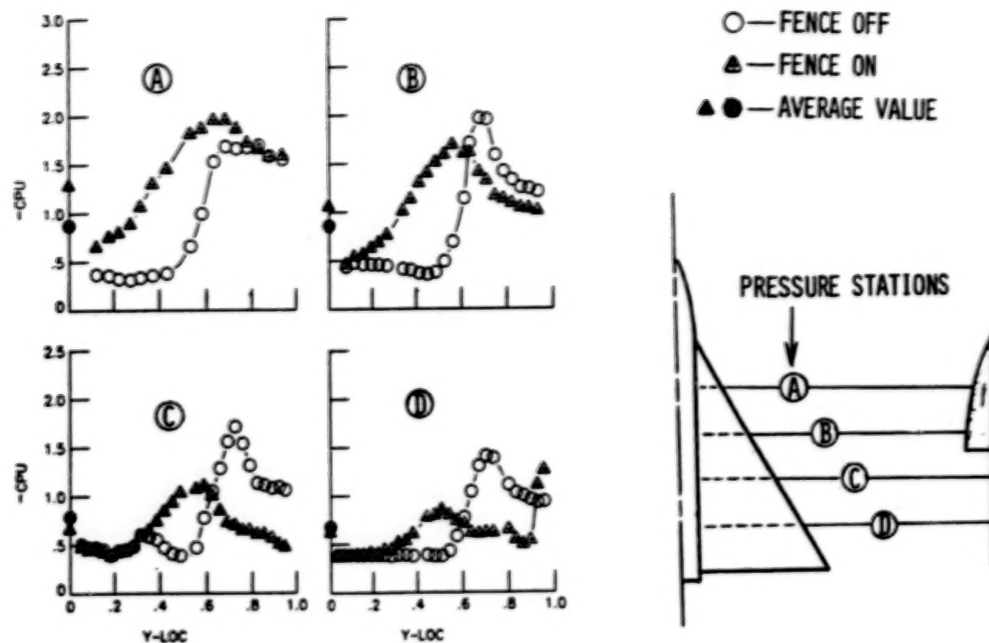 3.0
2.5
2.0
1.5
1.0
.5
0
-CPU
A
B
○—FENCE OFF
▲—FENCE ON
▲ ●—AVERAGE VALUE
2.5
2.0
1.5
1.0
.5
0
-CPU
C
D
0 .2 .4 .6 .8 1.0
Y-LOC
0 .2 .4 .6 .8 1.0
Y-LOC
PRESSURE STATIONS
A
B
C
D